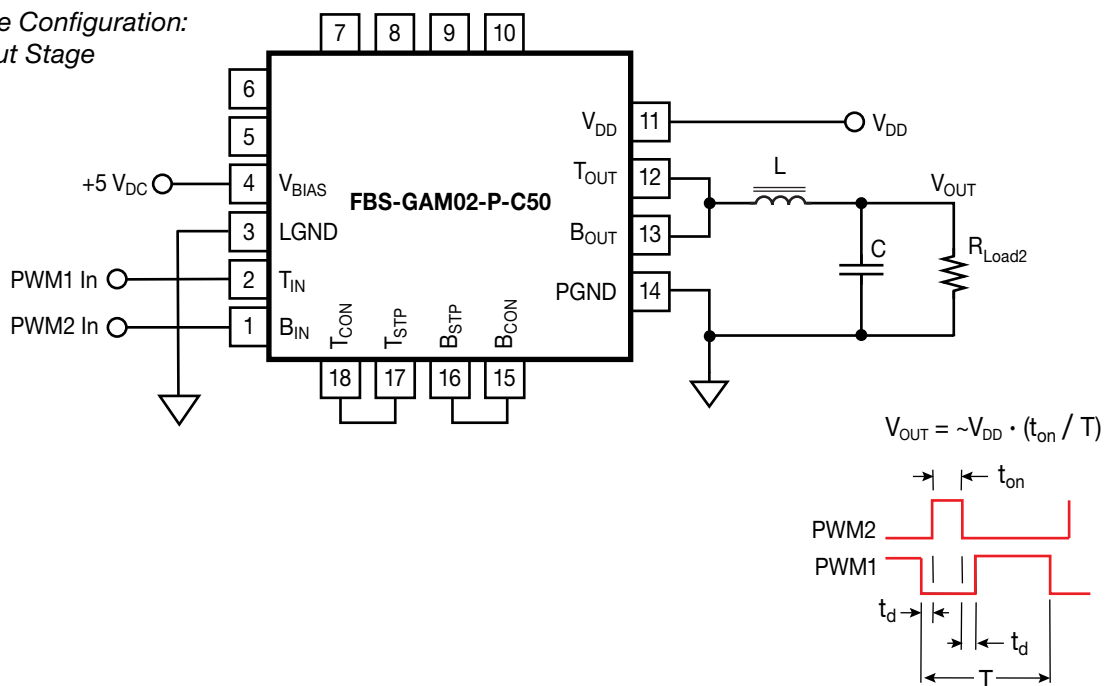 e Configuration:
ut Stage
7 8 9 10
6
5
4
3
2
1
+5 VDC
PWM1 In
PWM2 In
VBIAS
LGND
TIN
BIN
FBS-GAM02-P-C50
VDD
TOUT
BOUT
PGND
11
12
13
14
TCON TSTP BSTP BCON
18 17 16 15
VDD
L
VOUT
C
RLoad2
VOUT = ~VDD · (ton / T)
ton
PWM2
PWM1
td
td
T